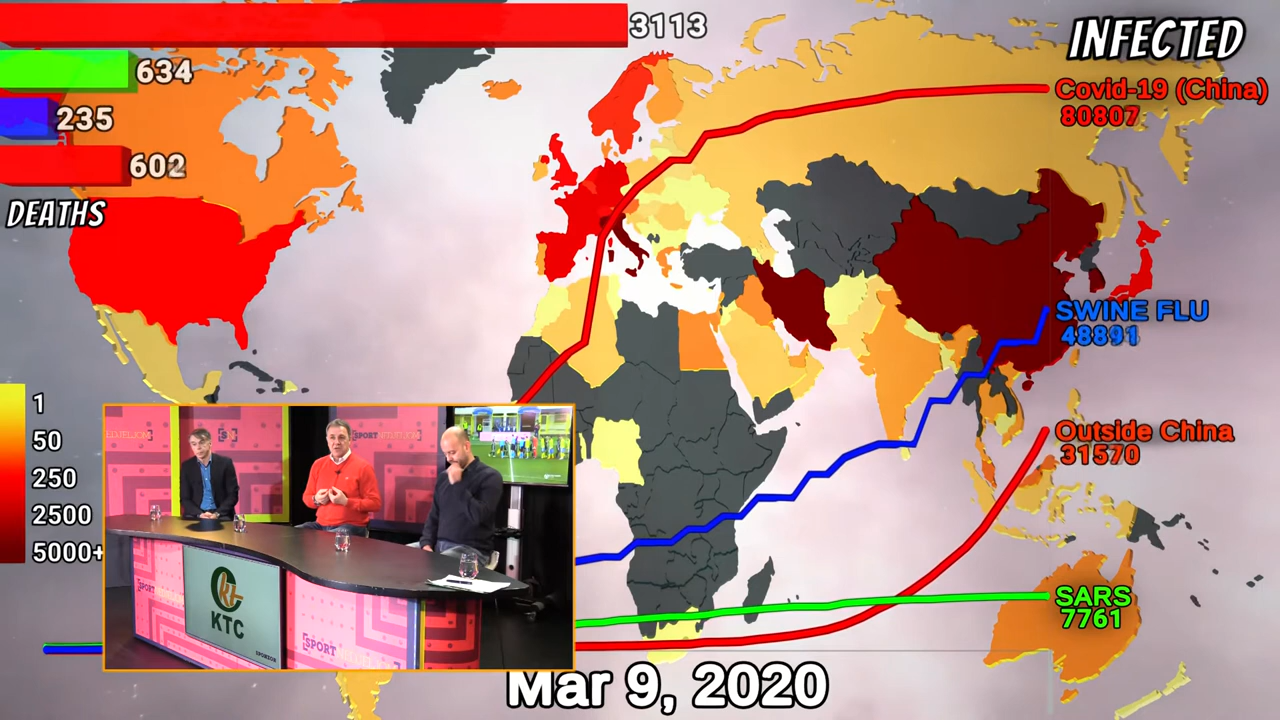 3113
634
235
602
DEATHS
INFECTED
Covid-19 (China)
80807
SWINE FLU
48891
Outside China
31570
SARS
7761
1
50
250
2500
5000+
KTC
SPONZOR
[SPORT
Mar 9, 2020